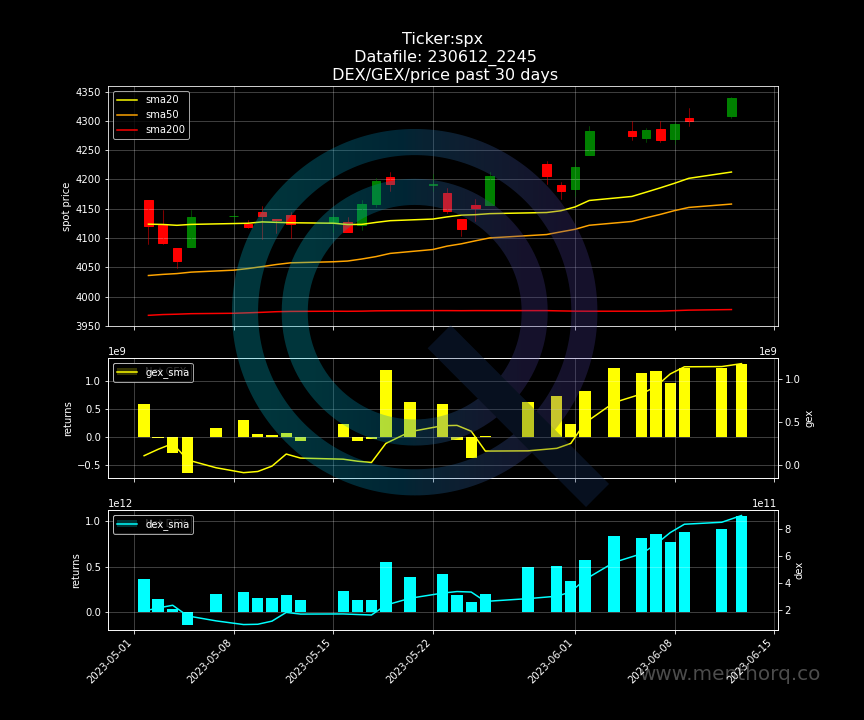 Ticker:spx
Datafile: 230612_2245
DEX/GEX/price past 30 days
4350
4300
4250
4200
4150
4100
4050
4000
3950
spot price
sma20
sma50
sma200
1e9
1e9
1.0
0.5
0.0
−0.5
returns
gex_sma
1.0
0.5
0.0
gex
1e12
1e11
1.0
0.5
0.0
returns
dex_sma
8
6
4
2
dex
2023-05-01
2023-05-08
2023-05-15
2023-05-22
2023-06-01
2023-06-08
2023-06-15
www.menthorq.co